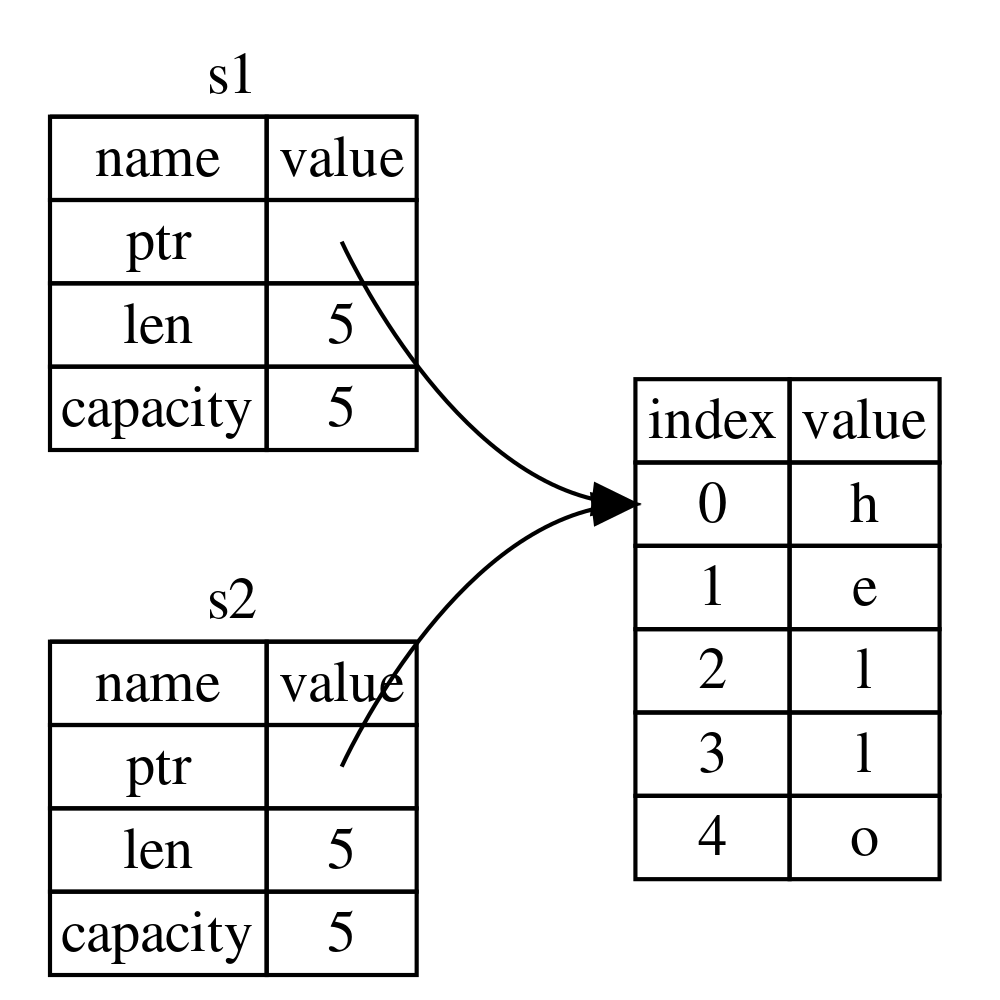 s1
name value
ptr
len 5
capacity 5
s2
name value
ptr
len 5
capacity 5
index value
0 h
1 e
2 l
3 l
4 o